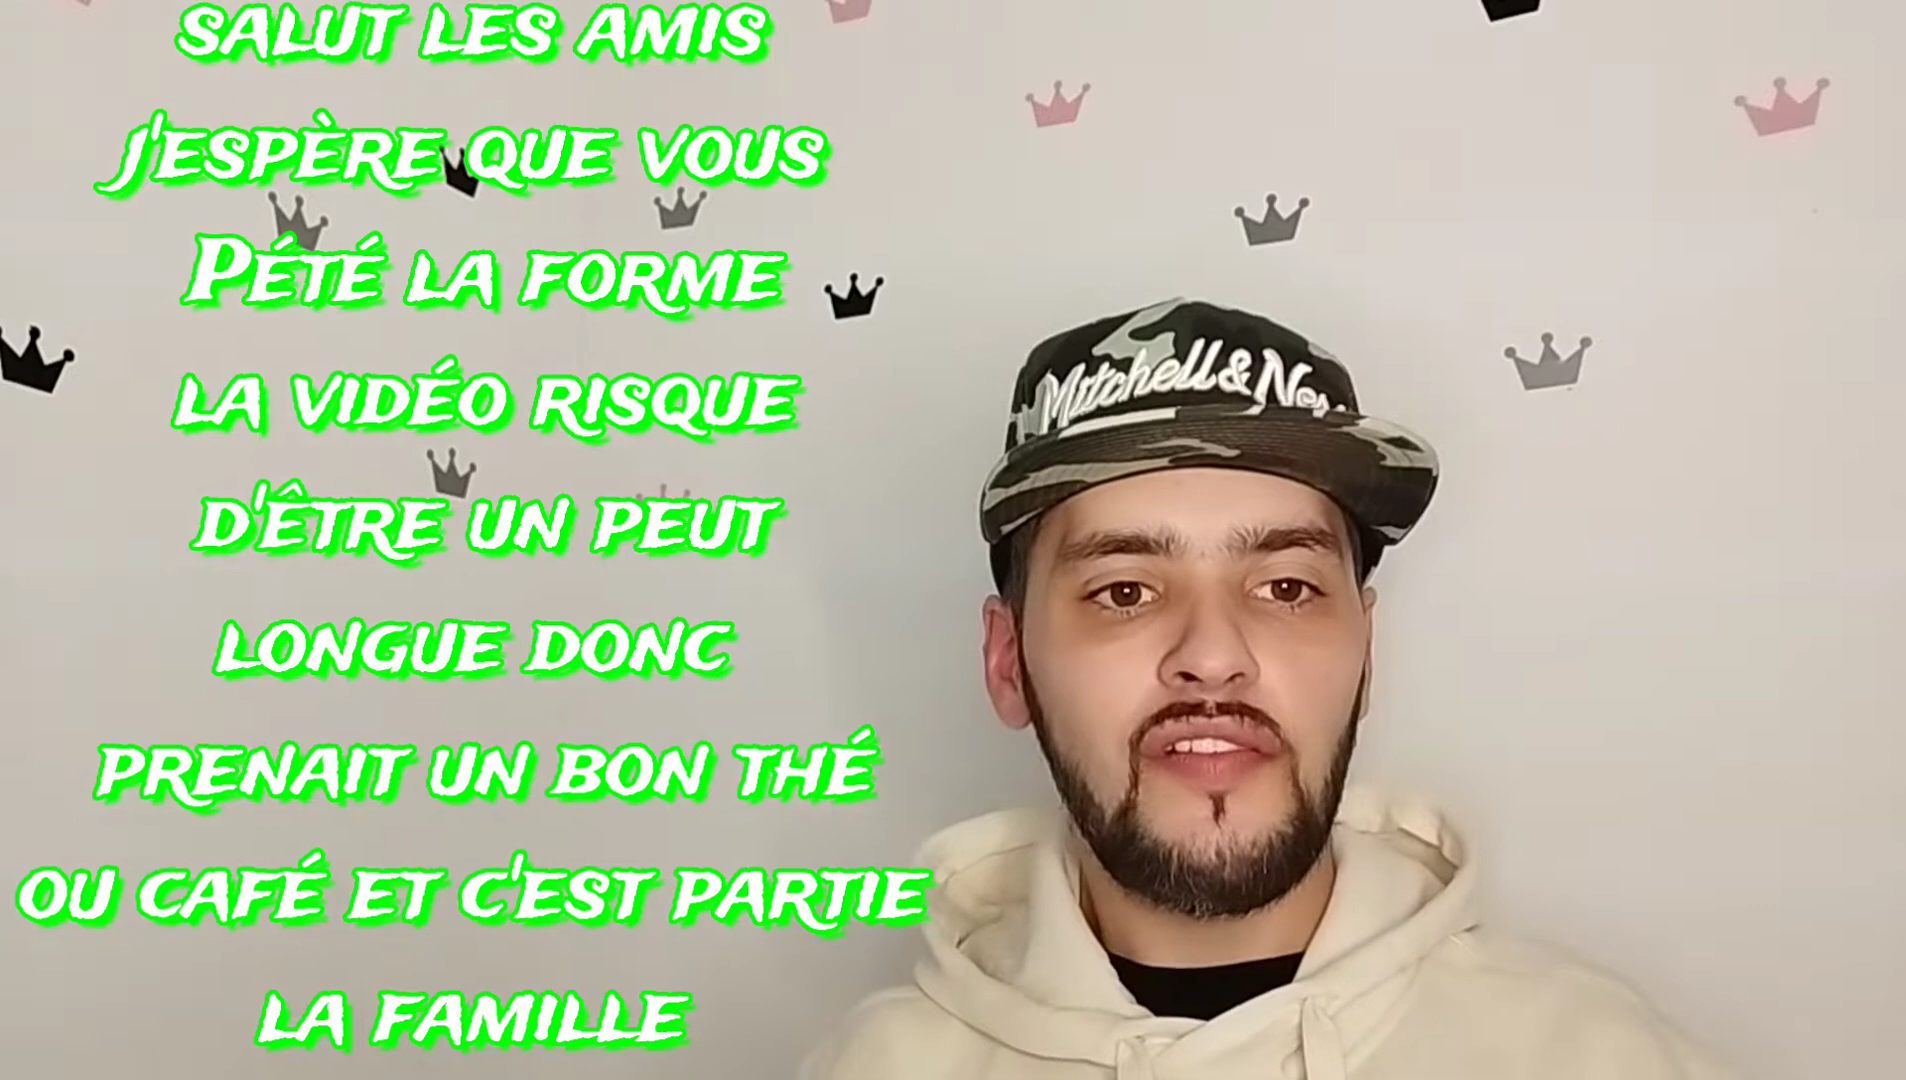 SALUT LES AMIS
J'ESPÈRE QUE VOUS
PÉTÉ LA FORME
LA VIDÉO RISQUE
D'ÊTRE UN PEUT
LONGUE DONC
PRENAIT UN BON THÉ
OU CAFÉ ET C'EST PARTIE
LA FAMILLE
Mitchell & Ne